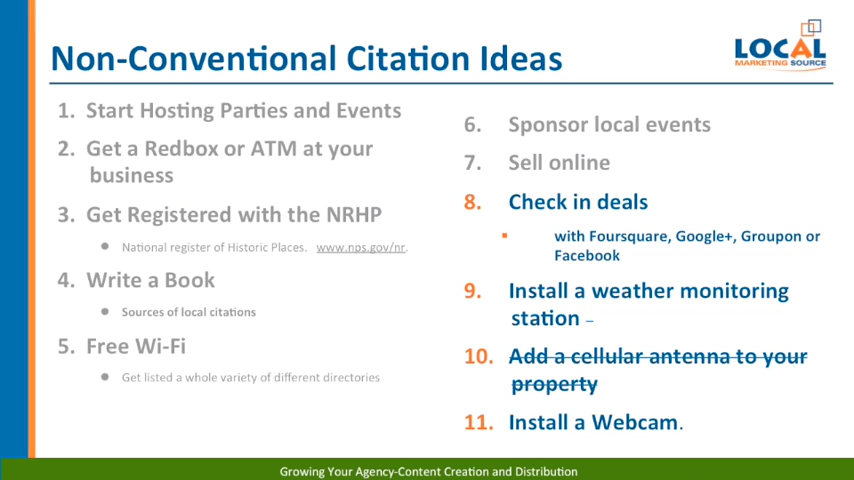 Non-Conventional Citation Ideas
LOCAL
MARKETING SOURCE
1. Start Hosting Parties and Events
2. Get a Redbox or ATM at your
business
3. Get Registered with the NRHP
● National register of Historic Places. www.nps.gov/nr.
4. Write a Book
● Sources of local citations
5. Free Wi-Fi
● Get listed a whole variety of different directories
6. Sponsor local events
7. Sell online
8. Check in deals
▪ with Foursquare, Google+, Groupon or
Facebook
9. Install a weather monitoring
station –
10. Add a cellular antenna to your
property
11. Install a Webcam.
Growing Your Agency-Content Creation and Distribution